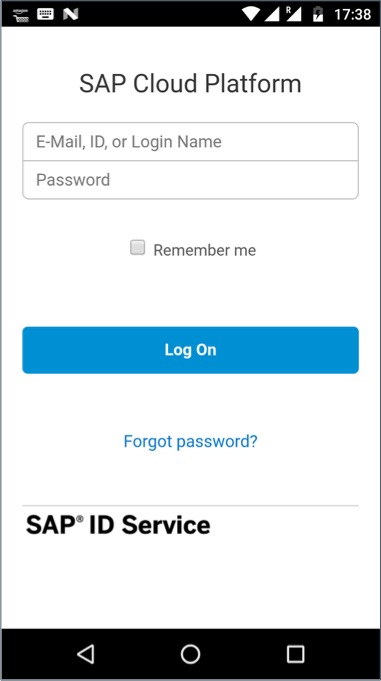 R 17:38
SAP Cloud Platform
E-Mail, ID, or Login Name
Password
Remember me
Log On
Forgot password?
SAP® ID Service